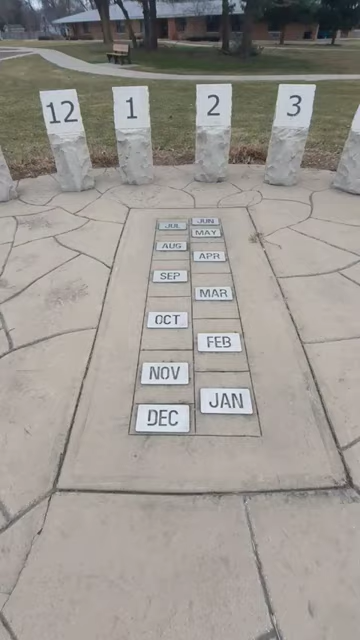 12 1 2 3
JUL JUN
MAY
AUG
APR
SEP
MAR
OCT
FEB
NOV
JAN
DEC